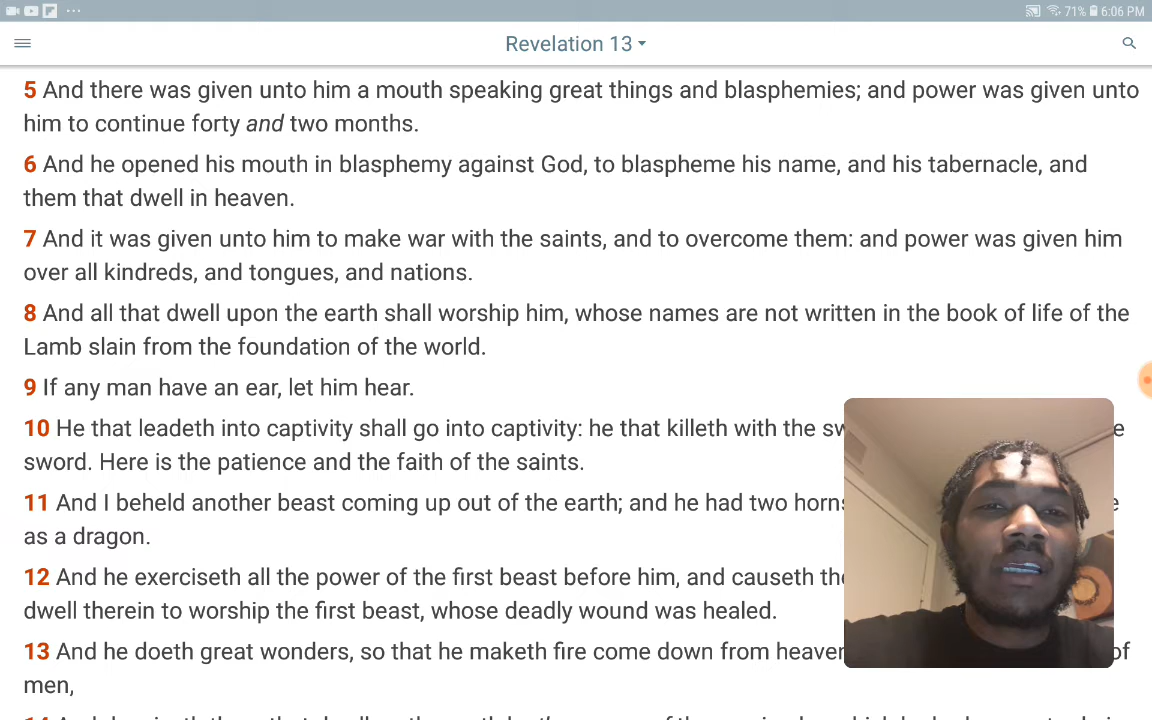 71% 6:06 PM
Revelation 13
5 And there was given unto him a mouth speaking great things and blasphemies; and power was given unto
him to continue forty and two months.
6 And he opened his mouth in blasphemy against God, to blaspheme his name, and his tabernacle, and
them that dwell in heaven.
7 And it was given unto him to make war with the saints, and to overcome them: and power was given him
over all kindreds, and tongues, and nations.
8 And all that dwell upon the earth shall worship him, whose names are not written in the book of life of the
Lamb slain from the foundation of the world.
9 If any man have an ear, let him hear.
10 He that leadeth into captivity shall go into captivity: he that killeth with the
sword. Here is the patience and the faith of the saints.
11 And I beheld another beast coming up out of the earth; and he had two horns
as a dragon.
12 And he exerciseth all the power of the first beast before him, and causeth
dwell therein to worship the first beast, whose deadly wound was healed.
13 And he doeth great wonders, so that he maketh fire come down from heaven of
men,